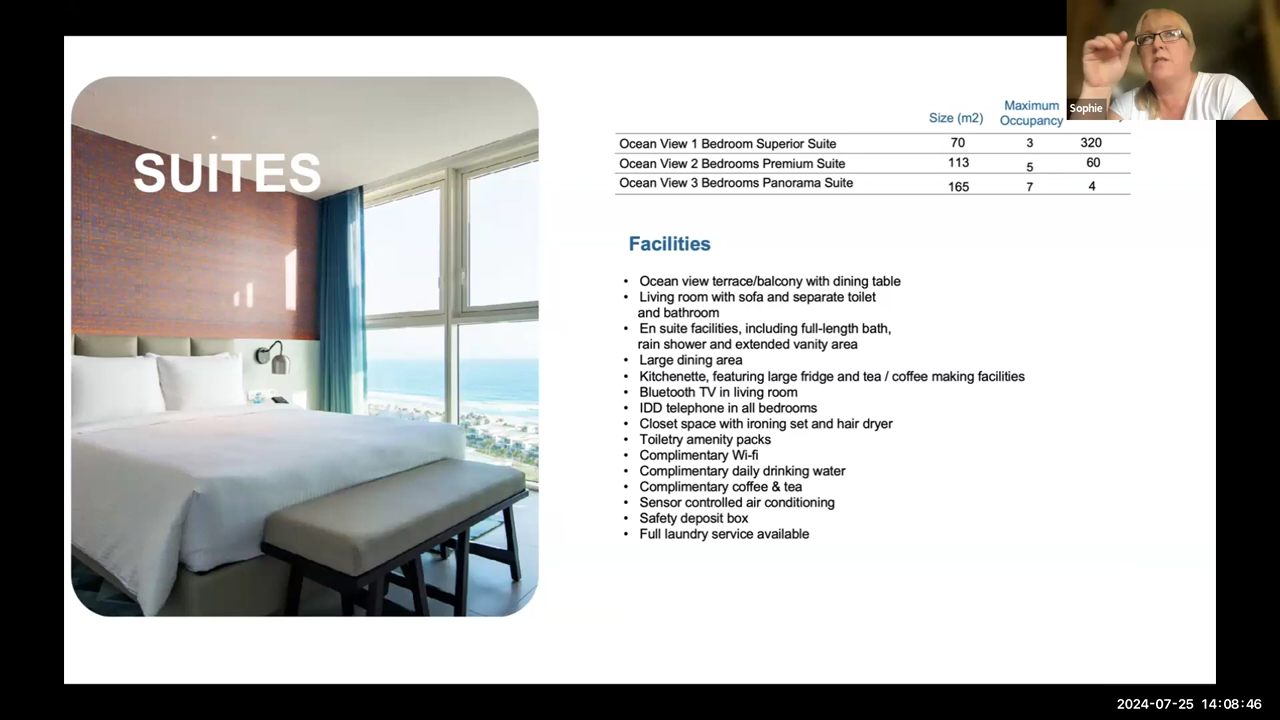 Sophie
SUITES
Size (m2) Maximum Occupancy
Ocean View 1 Bedroom Superior Suite 70 3 320
Ocean View 2 Bedrooms Premium Suite 113 5 60
Ocean View 3 Bedrooms Panorama Suite 165 7 4
Facilities
• Ocean view terrace/balcony with dining table
• Living room with sofa and separate toilet
and bathroom
• En suite facilities, including full-length bath,
rain shower and extended vanity area
• Large dining area
• Kitchenette, featuring large fridge and tea / coffee making facilities
• Bluetooth TV in living room
• IDD telephone in all bedrooms
• Closet space with ironing set and hair dryer
• Toiletry amenity packs
• Complimentary Wi-fi
• Complimentary daily drinking water
• Complimentary coffee & tea
• Sensor controlled air conditioning
• Safety deposit box
• Full laundry service available
2024-07-25 14:08:46